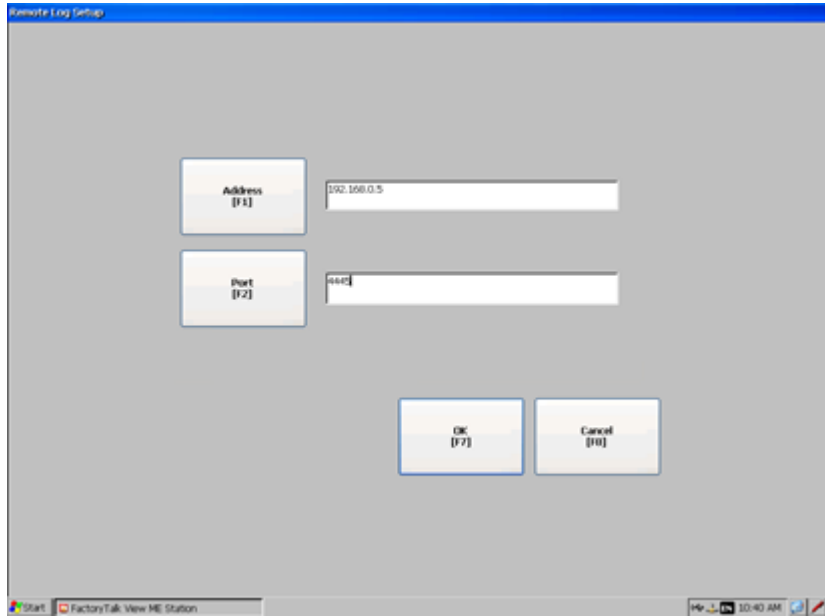 Remote Log Setup
Address
[F1]
192.168.0.5
Port
[F2]
4445
OK
[F7]
Cancel
[F8]
Start
FactoryTalk View ME Station
EN
10:40 AM